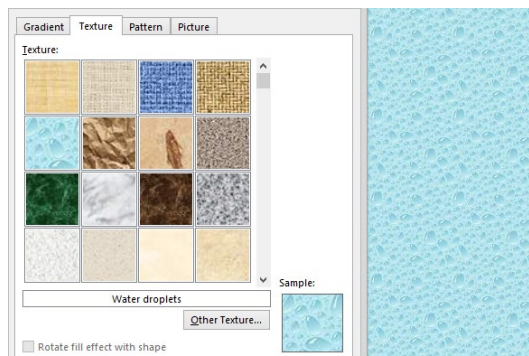 Gradient Texture Pattern Picture
Texture:
Water droplets
Sample:
Other Texture...
Rotate fill effect with shape